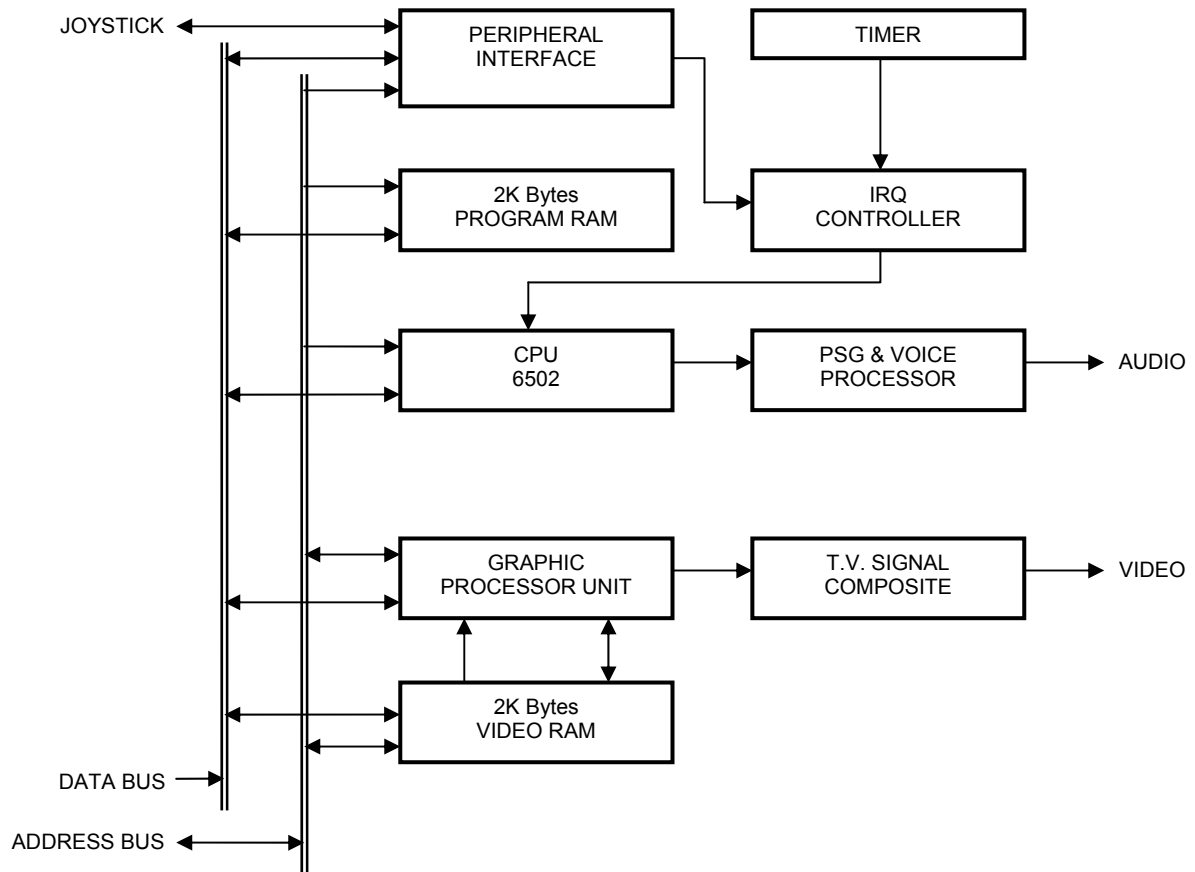 JOYSTICK
PERIPHERAL
INTERFACE
TIMER
2K Bytes
PROGRAM RAM
IRQ
CONTROLLER
CPU
6502
PSG & VOICE
PROCESSOR
AUDIO
GRAPHIC
PROCESSOR UNIT
T.V. SIGNAL
COMPOSITE
VIDEO
2K Bytes
VIDEO RAM
DATA BUS
ADDRESS BUS